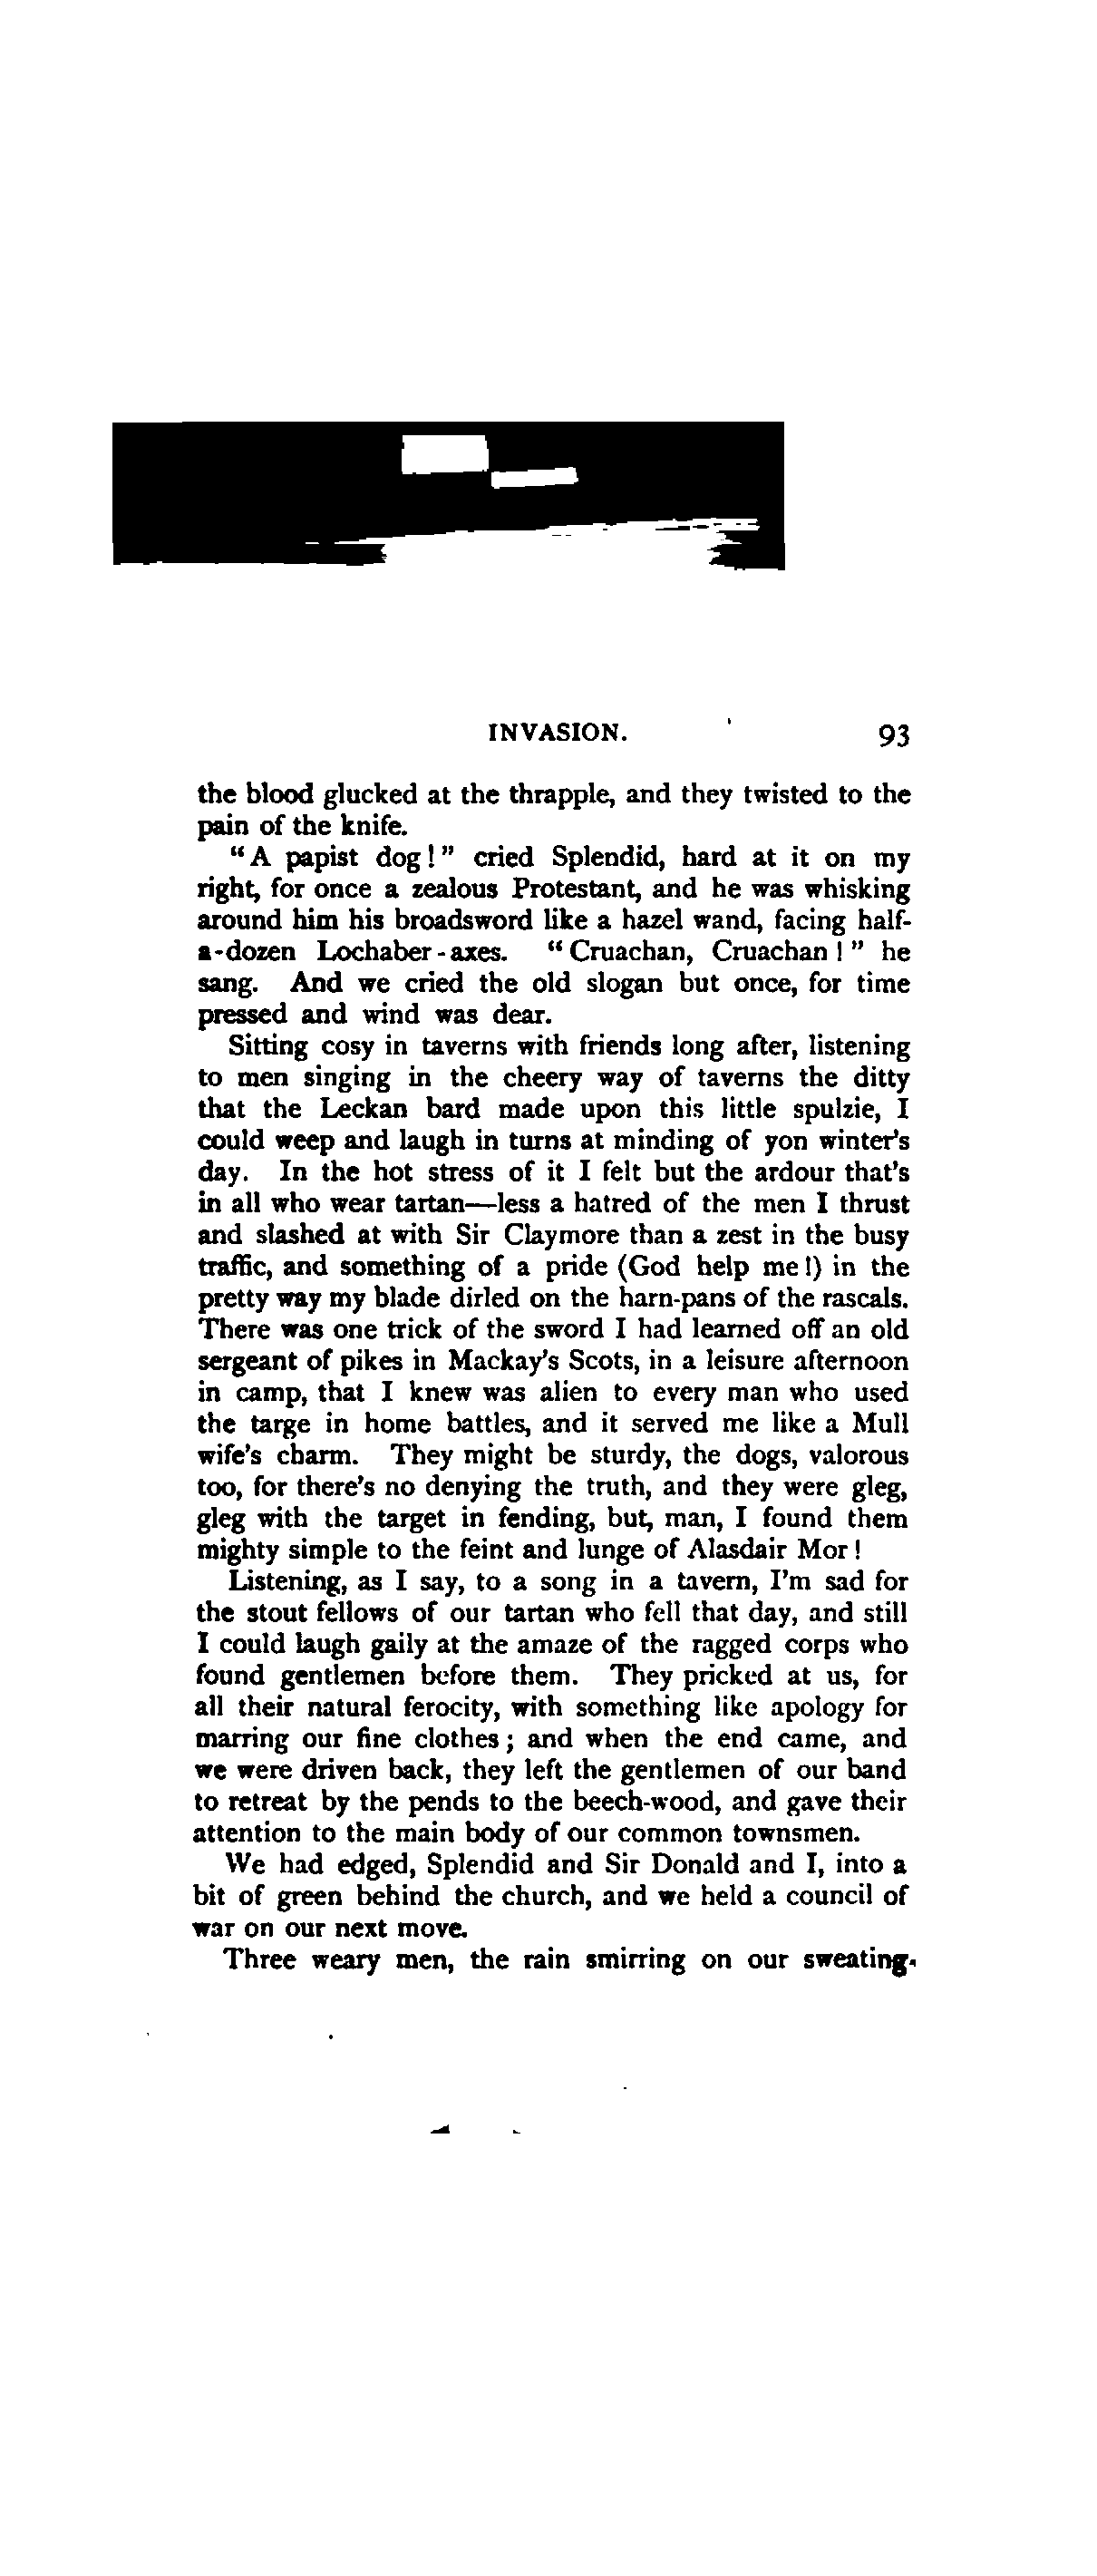 INVASION. 93
the blood glucked at the thrapple, and they twisted to the
pain of the knife.
"A papist dog!" cried Splendid, hard at it on my
right, for once a zealous Protestant, and he was whisking
around him his broadsword like a hazel wand, facing half-
a-dozen Lochaber-axes. "Cruachan, Cruachan!" he
sang. And we cried the old slogan but once, for time
pressed and wind was dear.
Sitting cosy in taverns with friends long after, listening
to men singing in the cheery way of taverns the ditty
that the Leckan bard made upon this little spulzie, I
could weep and laugh in turns at minding of yon winter's
day. In the hot stress of it I felt but the ardour that's
in all who wear tartan—less a hatred of the men I thrust
and slashed at with Sir Claymore than a zest in the busy
traffic, and something of a pride (God help me!) in the
pretty way my blade dirled on the harn-pans of the rascals.
There was one trick of the sword I had learned off an old
sergeant of pikes in Mackay's Scots, in a leisure afternoon
in camp, that I knew was alien to every man who used
the targe in home battles, and it served me like a Mull
wife's charm. They might be sturdy, the dogs, valorous
too, for there's no denying the truth, and they were gleg,
gleg with the target in fending, but, man, I found them
mighty simple to the feint and lunge of Alasdair Mor!
Listening, as I say, to a song in a tavern, I'm sad for
the stout fellows of our tartan who fell that day, and still
I could laugh gaily at the amaze of the ragged corps who
found gentlemen before them. They pricked at us, for
all their natural ferocity, with something like apology for
marring our fine clothes; and when the end came, and
we were driven back, they left the gentlemen of our band
to retreat by the pends to the beech-wood, and gave their
attention to the main body of our common townsmen.
We had edged, Splendid and Sir Donald and I, into a
bit of green behind the church, and we held a council of
war on our next move.
Three weary men, the rain smirring on our sweating